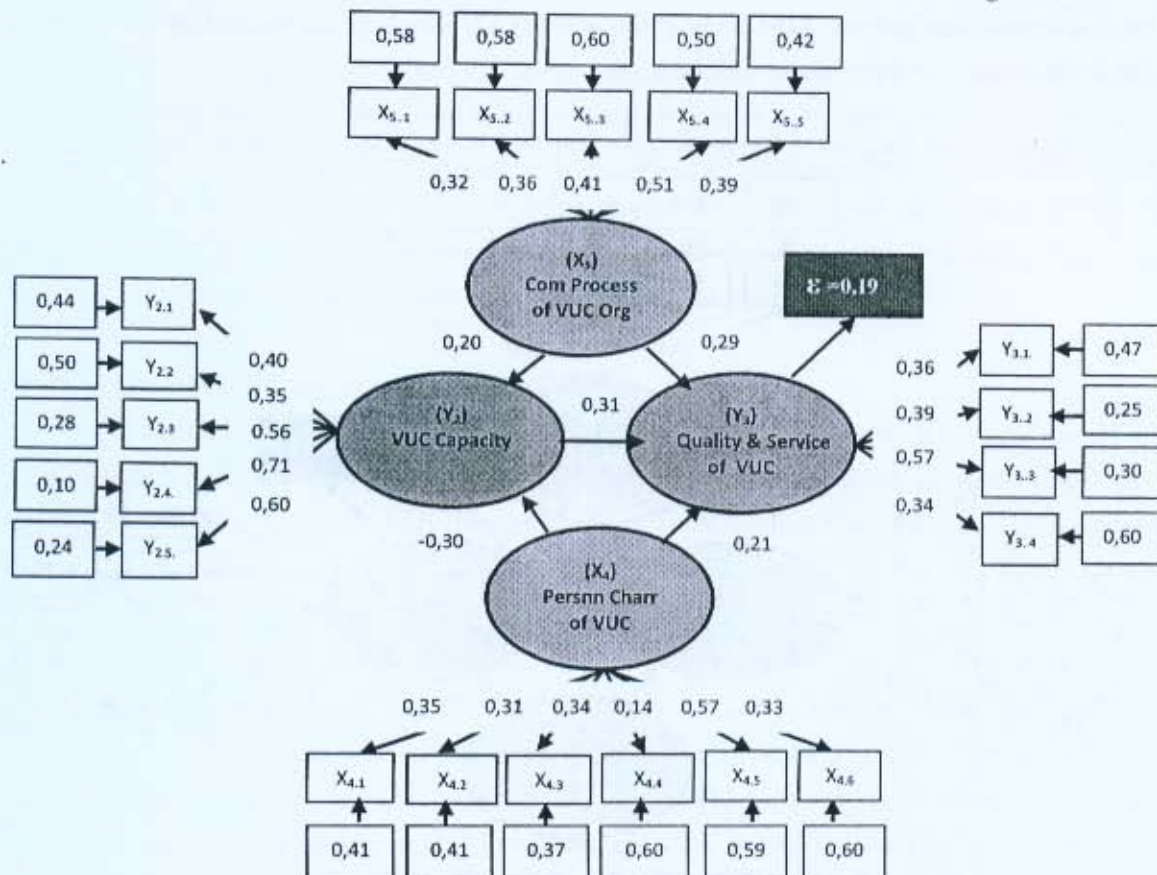 0,58 0,58 0,60 0,50 0,42
X5..1 X5..2 X5..3 X5..4 X5..5
0,32 0,36 0,41 0,51 0,39
(X5)
Com Process
of VUC Org
ε =0,19
0,44 Y2.1
0,50 Y2.2
0,28 Y2.3
0,10 Y2.4.
0,24 Y2.5.
0,40
0,35
0,56
0,71
0,60
0,20
0,29
(Y2)
VUC Capacity
0,31
(Y3)
Quality & Service
of VUC
0,36
0,39
0,57
0,34
Y3.1. 0,47
Y3..2 0,25
Y3..3 0,30
Y3.4 0,60
-0,30
0,21
(X4)
Persnn Charr
of VUC
0,35 0,31 0,34 0,14 0,57 0,33
X4.1 X4.2 X4.3 X4.4 X4.5 X4.6
0,41 0,41 0,37 0,60 0,59 0,60